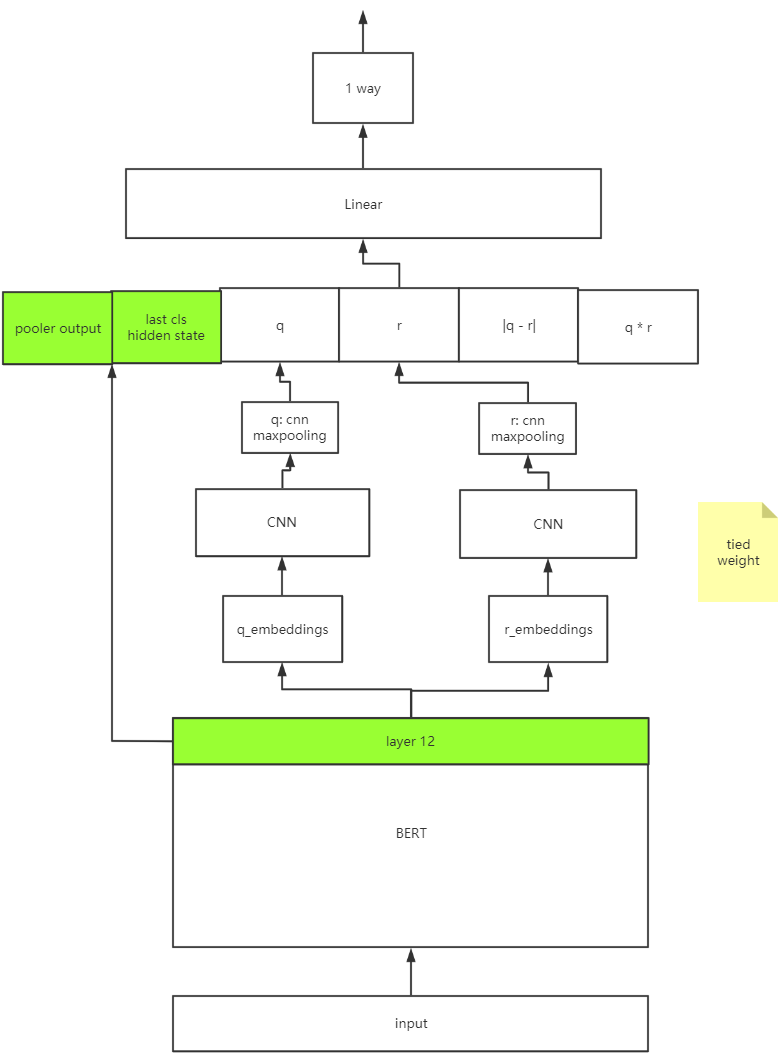 1 way
Linear
pooler output
last cls
hidden state
q
r
|q - r|
q * r
q: cnn
maxpooling
r: cnn
maxpooling
CNN
CNN
tied
weight
q_embeddings
r_embeddings
layer 12
BERT
input